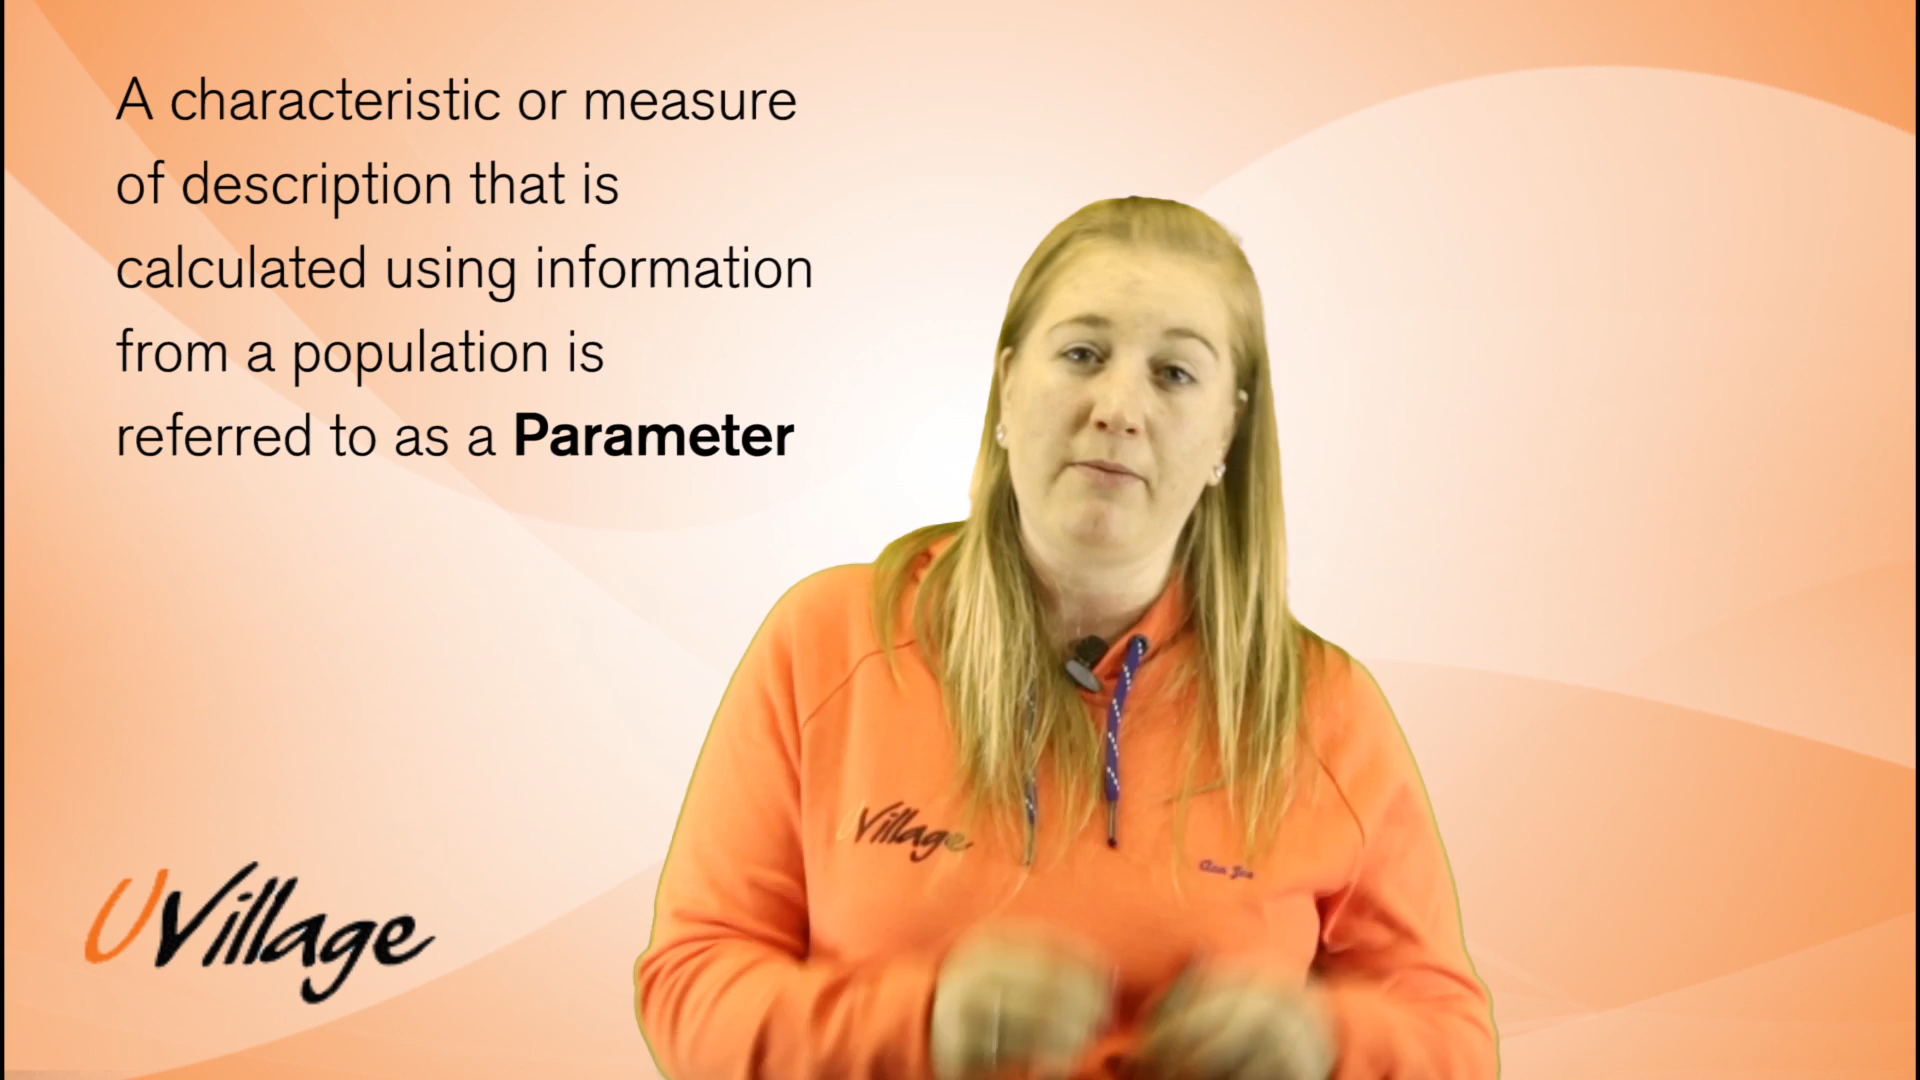 A characteristic or measure
of description that is
calculated using information
from a population is
referred to as a Parameter
Village
UVillage